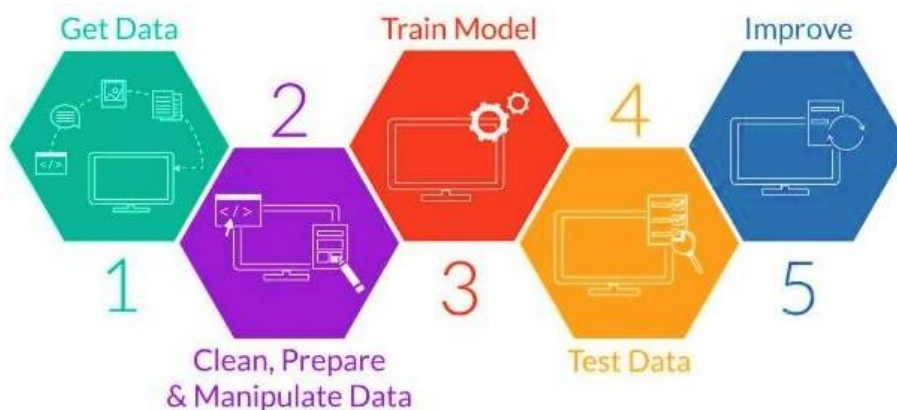 Get Data
1
</>
2
</>
Clean, Prepare
& Manipulate Data
Train Model
3
4
Test Data
Improve
5